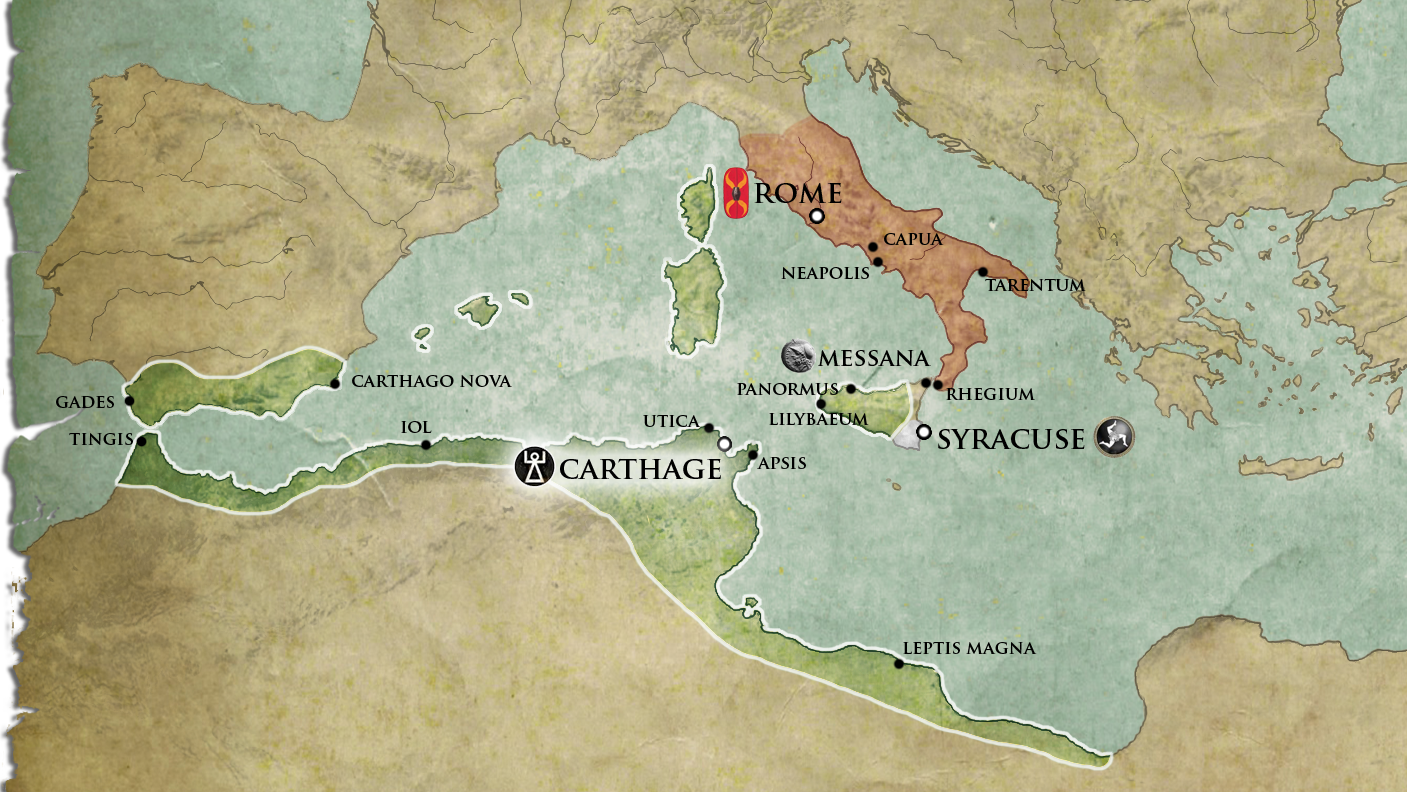 ROME
CAPUA
NEAPOLIS
TARENTUM
MESSANA
PANORMUS
RHEGIUM
LILYBAEUM
CARTHAGO NOVA
GADES
TINGIS
IOL
UTICA
SYRACUSE
CARTHAGE
APSIS
LEPTIS MAGNA